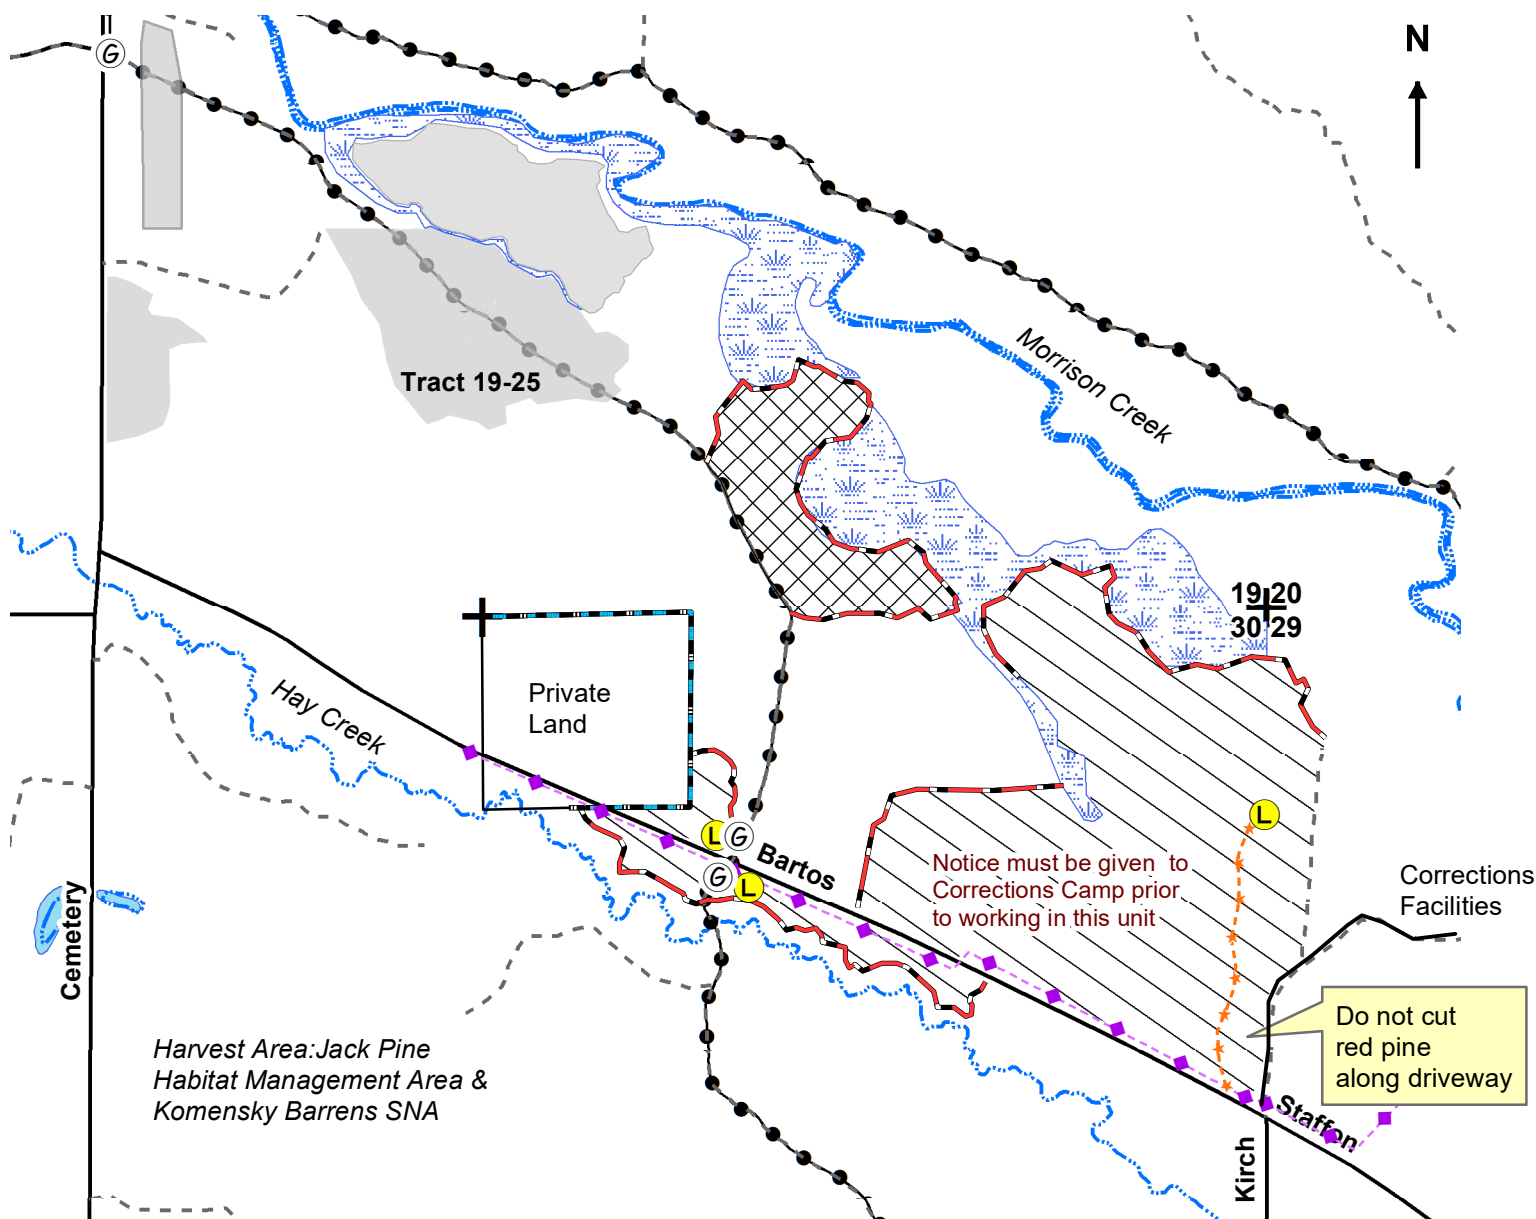 N
G
Morrison Creek
Tract 19-25
19 20
30 29
Private
Land
Hay Creek
L
G
Bartos
G
L
L
Notice must be given to
Corrections Camp prior
to working in this unit
Corrections
Facilities
Cemetery
Do not cut
red pine
along driveway
Harvest Area:Jack Pine
Habitat Management Area &
Komensky Barrens SNA
Staffon
Kirch